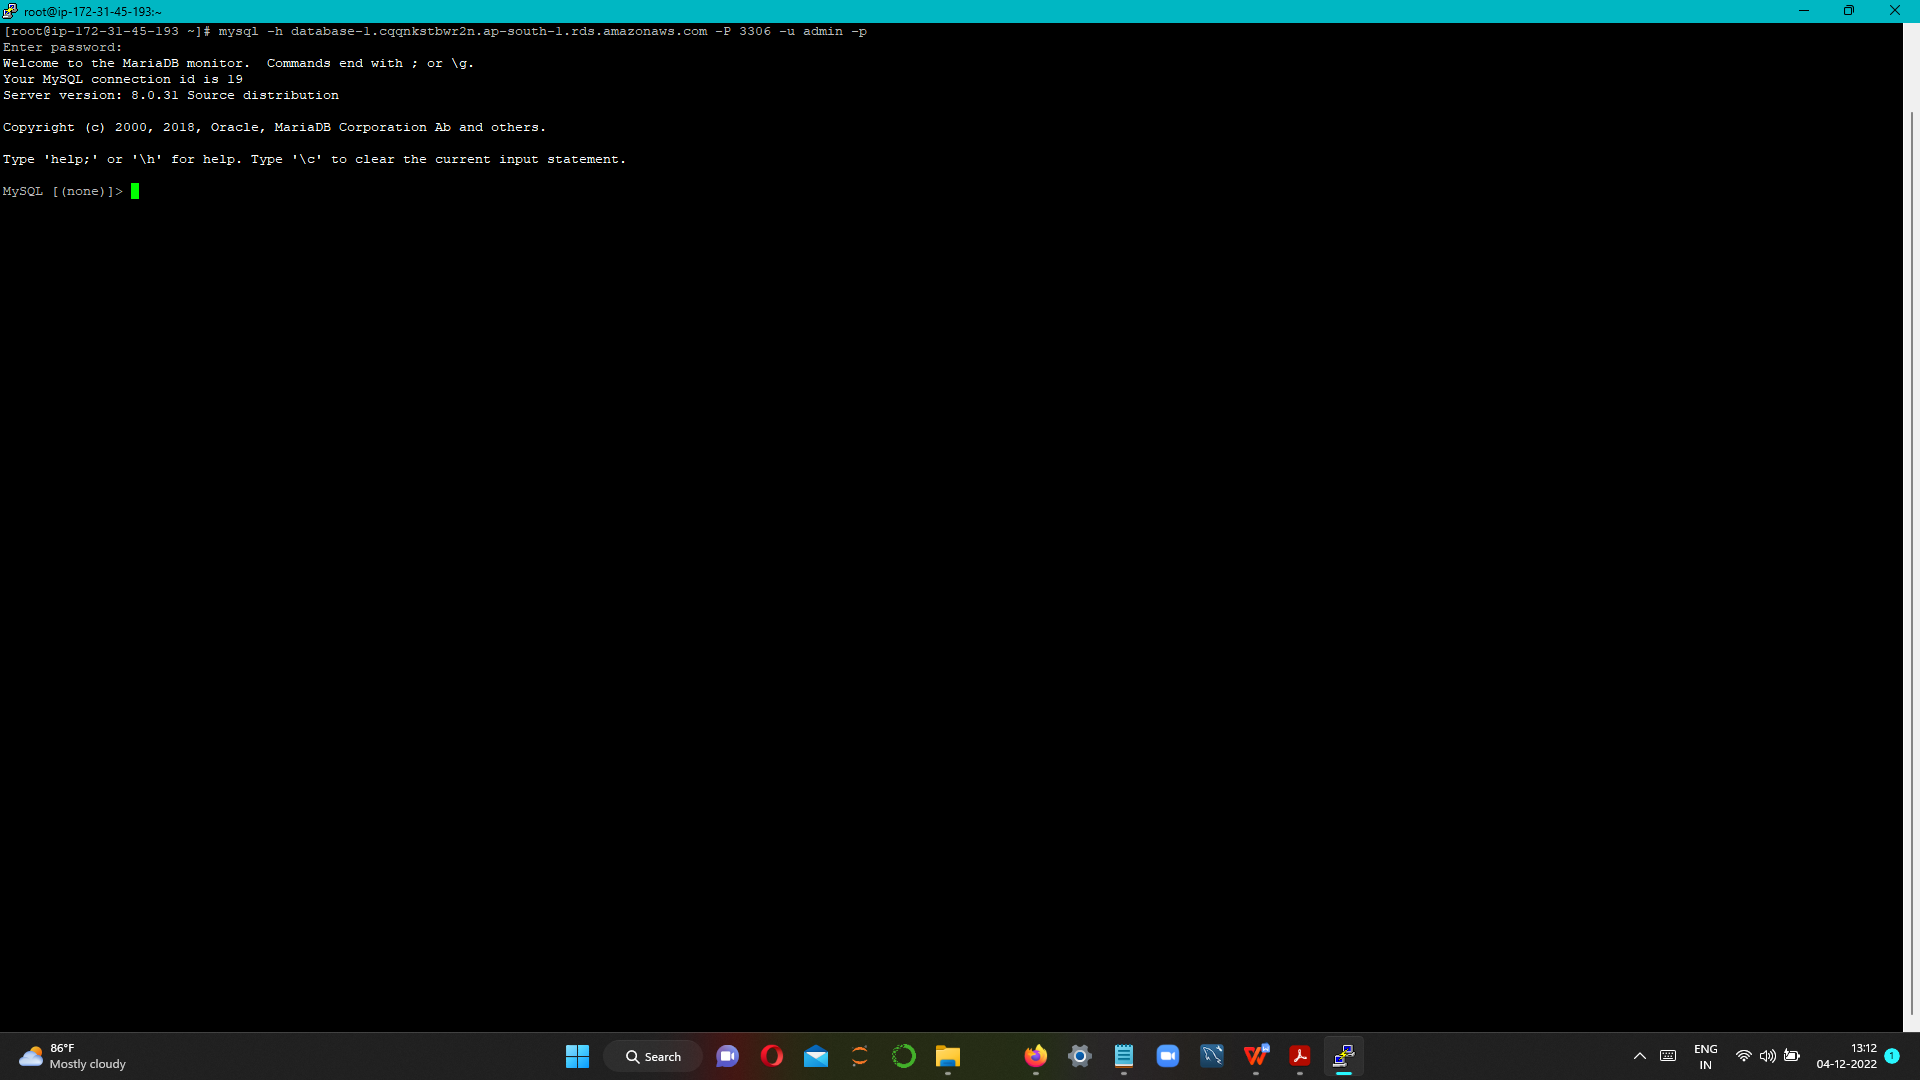 root@ip-172-31-45-193:~
[root@ip-172-31-45-193 ~]# mysql -h database-1.cqqnkstbwr2n.ap-south-1.rds.amazonaws.com -P 3306 -u admin -p
Enter password:
Welcome to the MariaDB monitor.  Commands end with ; or \g.
Your MySQL connection id is 19
Server version: 8.0.31 Source distribution
Copyright (c) 2000, 2018, Oracle, MariaDB Corporation Ab and others.
Type 'help;' or '\h' for help. Type '\c' to clear the current input statement.
MySQL [(none)]>
86°F
Mostly cloudy
Search
ENG
IN
13:12
04-12-2022
1